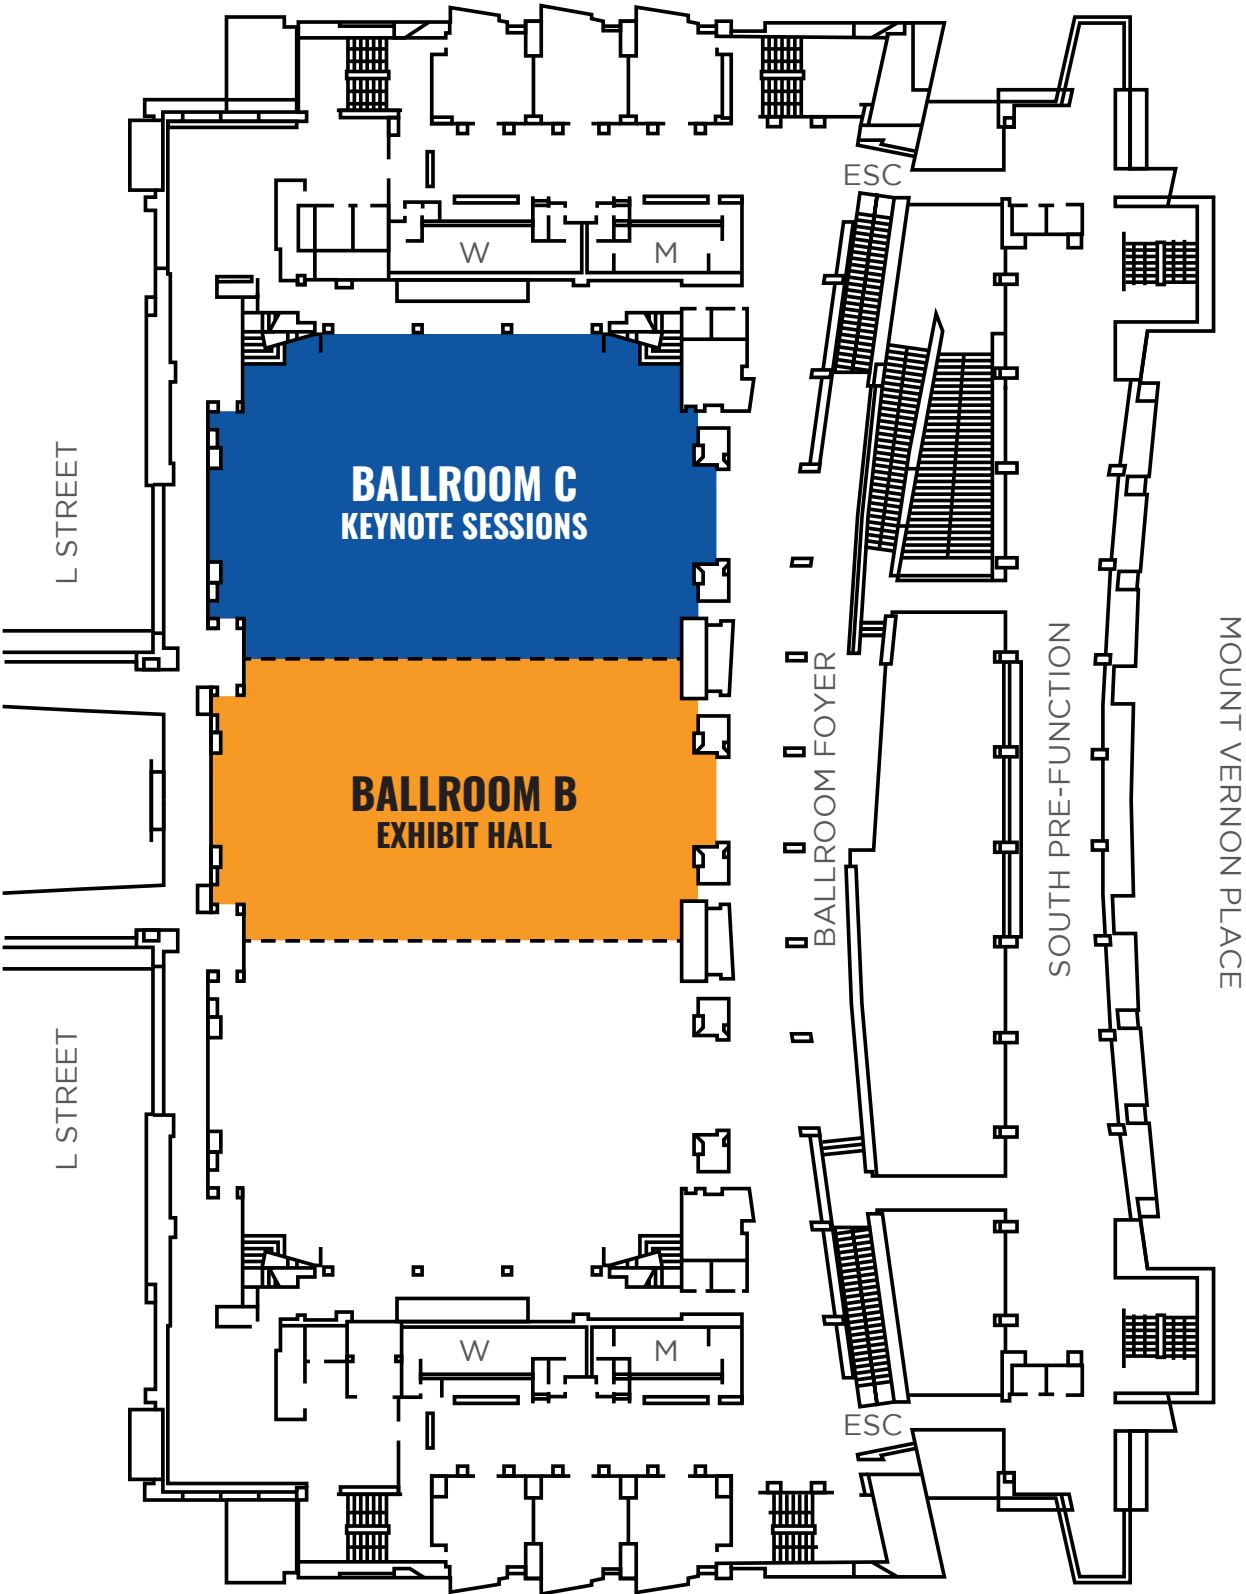 ESC
W
M
BALLROOM C
KEYNOTE SESSIONS
L STREET
BALLROOM FOYER
SOUTH PRE-FUNCTION
MOUNT VERNON PLACE
BALLROOM B
EXHIBIT HALL
L STREET
W
M
ESC